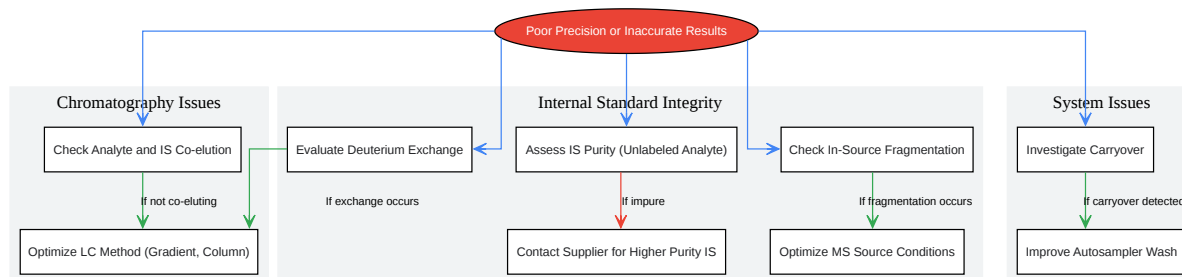 Poor Precision or Inaccurate Results
Chromatography Issues
Internal Standard Integrity
System Issues
Check Analyte and IS Co-elution
Evaluate Deuterium Exchange
Assess IS Purity (Unlabeled Analyte)
Check In-Source Fragmentation
Investigate Carryover
If not co-eluting
If exchange occurs
If impure
If fragmentation occurs
If carryover detected
Optimize LC Method (Gradient, Column)
Contact Supplier for Higher Purity IS
Optimize MS Source Conditions
Improve Autosampler Wash